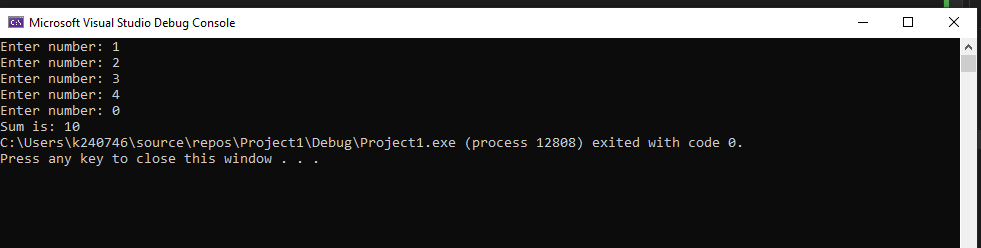 Microsoft Visual Studio Debug Console
Enter number: 1
Enter number: 2
Enter number: 3
Enter number: 4
Enter number: 0
Sum is: 10
C:\Users\k240746\source\repos\Project1\Debug\Project1.exe (process 12808) exited with code 0.
Press any key to close this window . . .